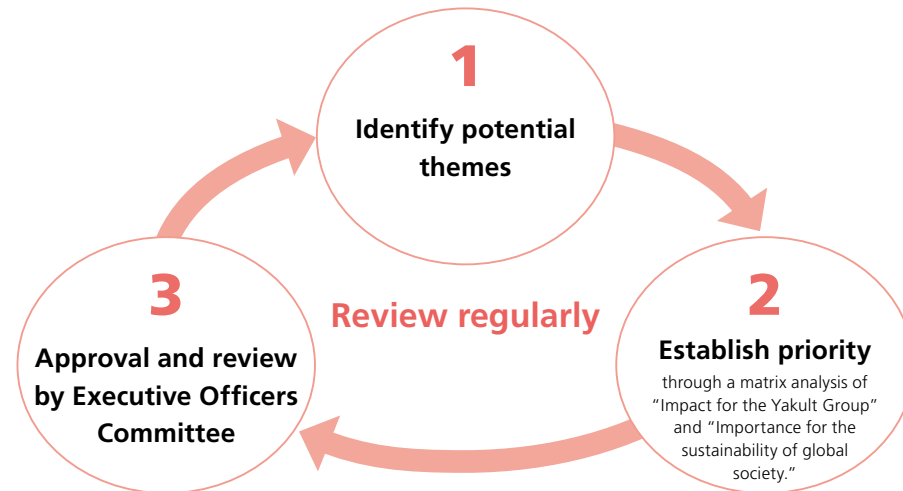 1
Identify potential
themes
2
Establish priority
through a matrix analysis of
“Impact for the Yakult Group”
and “Importance for the
sustainability of global
society.”
3
Approval and review
by Executive Officers
Committee
Review regularly